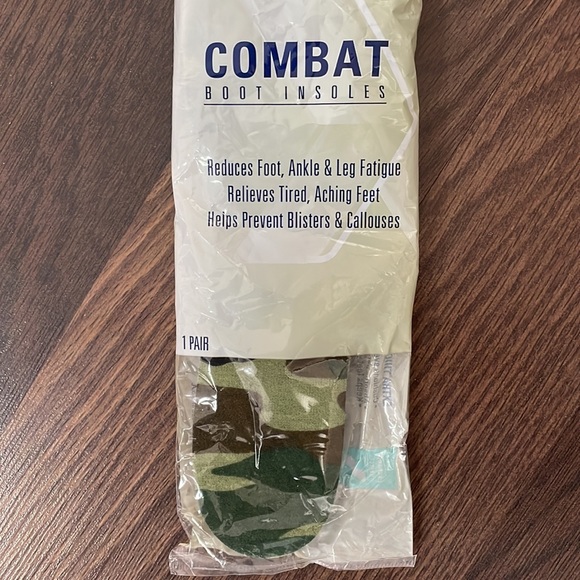 COMBAT
BOOT INSOLES
Reduces Foot, Ankle & Leg Fatigue
Relieves Tired, Aching Feet
Helps Prevent Blisters & Callouses
1 PAIR